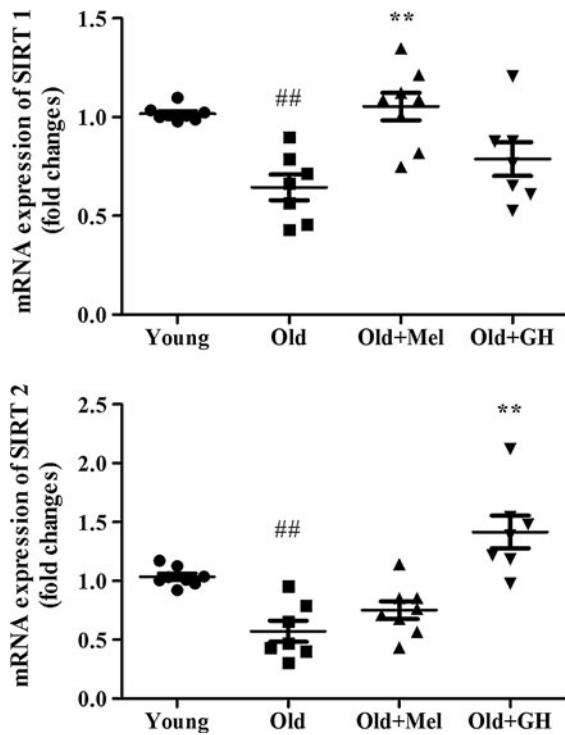 mRNA expression of SIRT 1
(fold changes)
1.5
1.0
0.5
0.0
##
**
Young Old Old+Mel Old+GH
mRNA expression of SIRT 2
(fold changes)
2.5
2.0
1.5
1.0
0.5
0.0
##
**
Young Old Old+Mel Old+GH